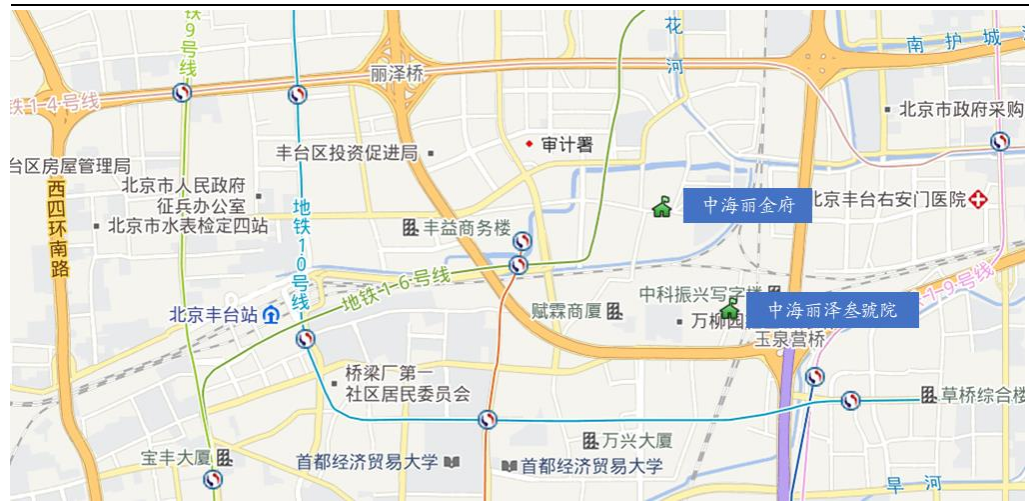 铁9号线
花河
南护城
丽泽桥
铁1-4号线
北京市政府采购
丰台区投资促进局
审计署
台区房屋管理局
北京市人民政府
征兵办公室
北京市水表检定四站
西四环南路
地铁10号线
丰益商务楼
中海丽金府
北京丰台右安门医院
地铁1-6号线
中科振兴写字楼
-1-9号线
北京丰台站
赋霖商厦
万柳园
中海丽泽叁號院
玉泉营桥
桥梁厂第一
社区居民委员会
草桥综合楼
宝丰大厦
首都经济贸易大学
首都经济贸易大学
万兴大厦
旱河